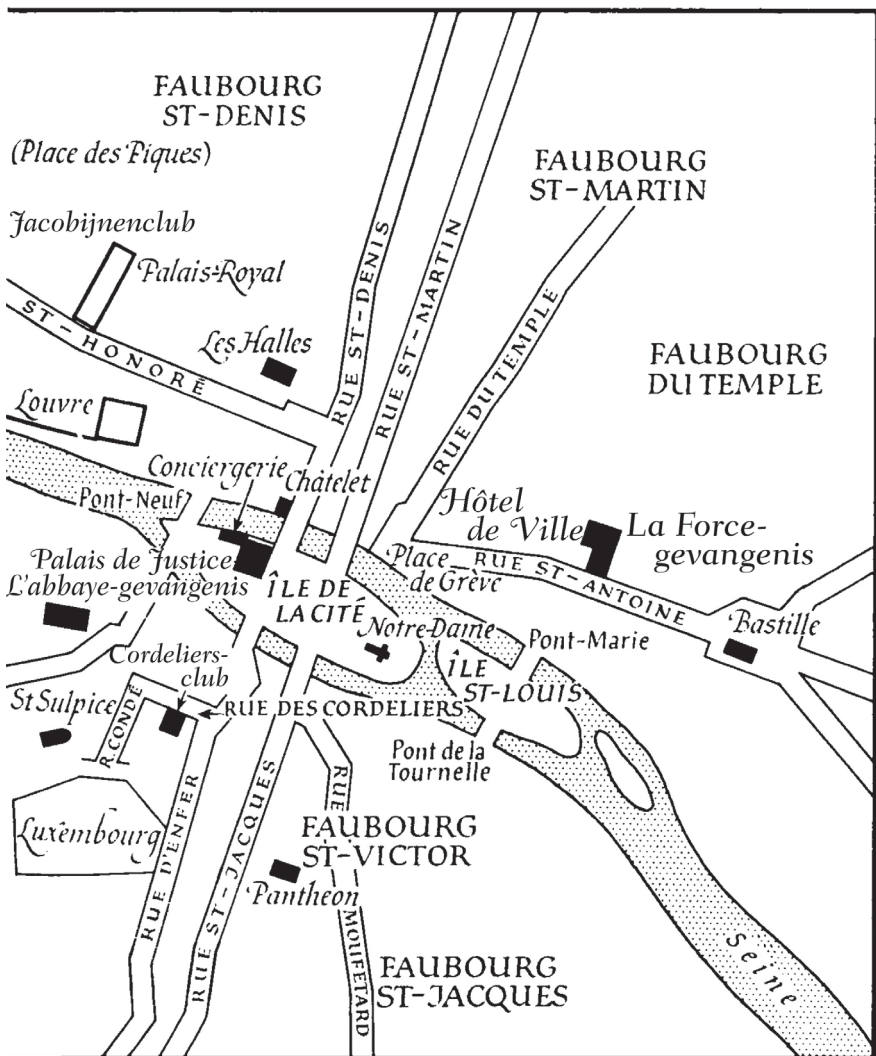 FAUBOURG
ST-DENIS
(Place des Piques)
FAUBOURG
ST-MARTIN
Jacobijnenclub
Palais-Royal
ST-HONORÉ
Les Halles
RUE ST-DENIS
RUE ST-MARTIN
RUE DU TEMPLE
FAUBOURG
DU TEMPLE
Louvre
Conciergerie
Châtelet
Pont-Neuf
Hôtel
de Ville
La Force-
gevangenis
Palais de Justice
L'abbaye-gevangenis
Place
de Grève
RUE ST-ANTOINE
ÎLE DE
LA CITÉ
Notre-Dame
Pont-Marie
Bastille
Cordeliers-
club
ÎLE
ST-LOUIS
St Sulpice
R. CONDÉ
RUE DES CORDELIERS
Pont de la
Tournelle
Luxembourg
RUE D'ENFER
RUE ST-JACQUES
RUE MOUFETARD
FAUBOURG
ST-VICTOR
Pantheon
FAUBOURG
ST-JACQUES
Seine